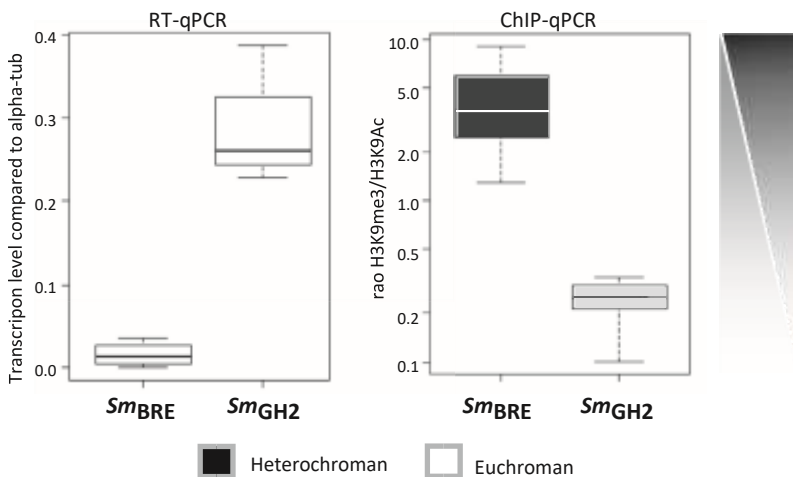 RT-qPCR
Transcripon level compared to alpha-tub
0.4
0.3
0.2
0.1
0.0
SmBRE SmGH2
ChIP-qPCR
rao H3K9me3/H3K9Ac
10.0
5.0
2.0
1.0
0.5
0.2
0.1
SmBRE SmGH2
Heterochroman Euchroman